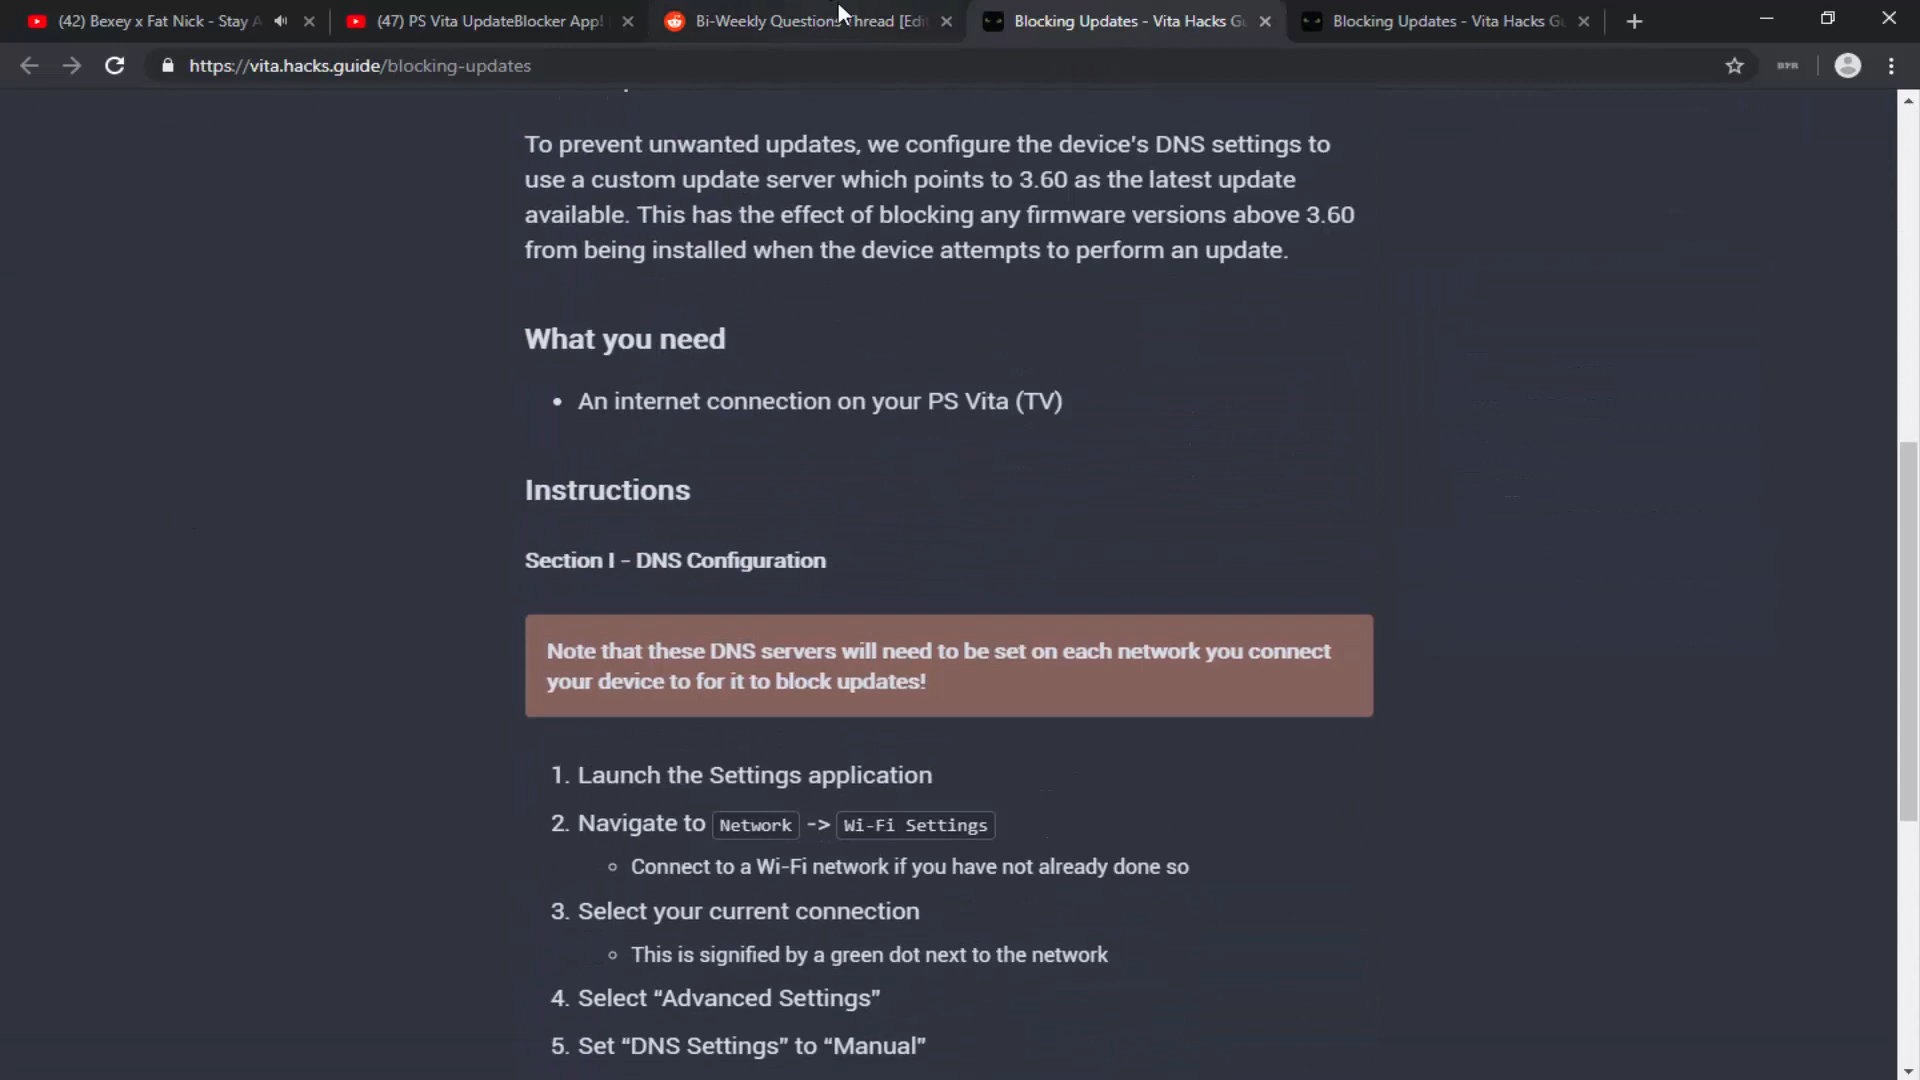 (42) Bexey x Fat Nick - Stay A
(47) PS Vita UpdateBlocker App!
Bi-Weekly Questions Thread [Edi
Blocking Updates - Vita Hacks Gu
Blocking Updates - Vita Hacks Gu
https://vita.hacks.guide/blocking-updates
To prevent unwanted updates, we configure the device's DNS settings to
use a custom update server which points to 3.60 as the latest update
available. This has the effect of blocking any firmware versions above 3.60
from being installed when the device attempts to perform an update.
What you need
• An internet connection on your PS Vita (TV)
Instructions
Section I - DNS Configuration
Note that these DNS servers will need to be set on each network you connect
your device to for it to block updates!
1. Launch the Settings application
2. Navigate to Network -> Wi-Fi Settings
◦ Connect to a Wi-Fi network if you have not already done so
3. Select your current connection
◦ This is signified by a green dot next to the network
4. Select “Advanced Settings”
5. Set “DNS Settings” to “Manual”